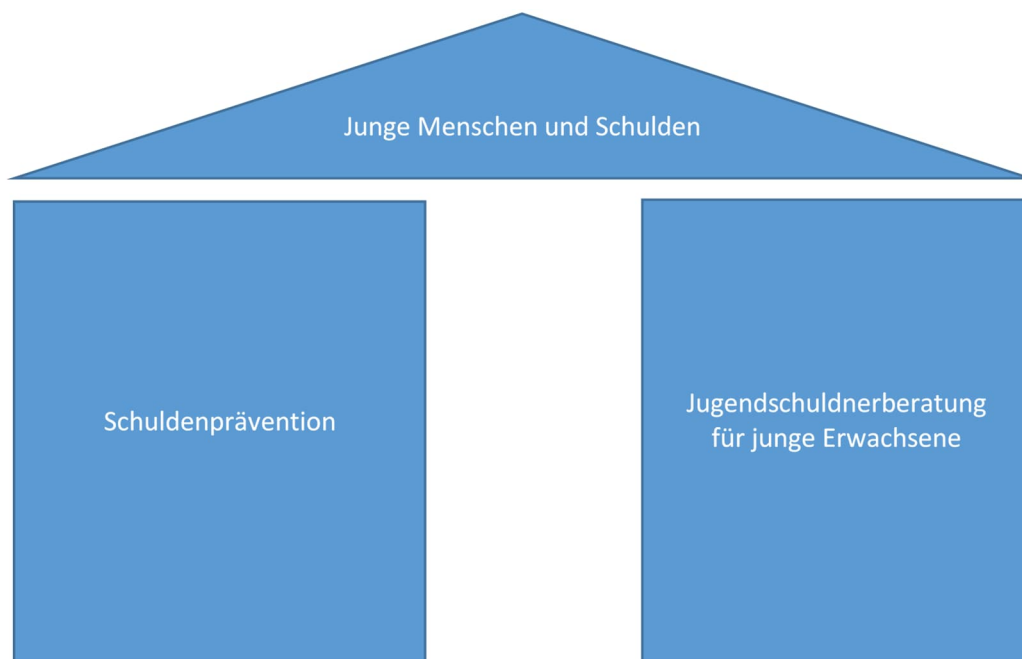 Junge Menschen und Schulden
Schuldenprävention
Jugendschuldnerberatung
für junge Erwachsene